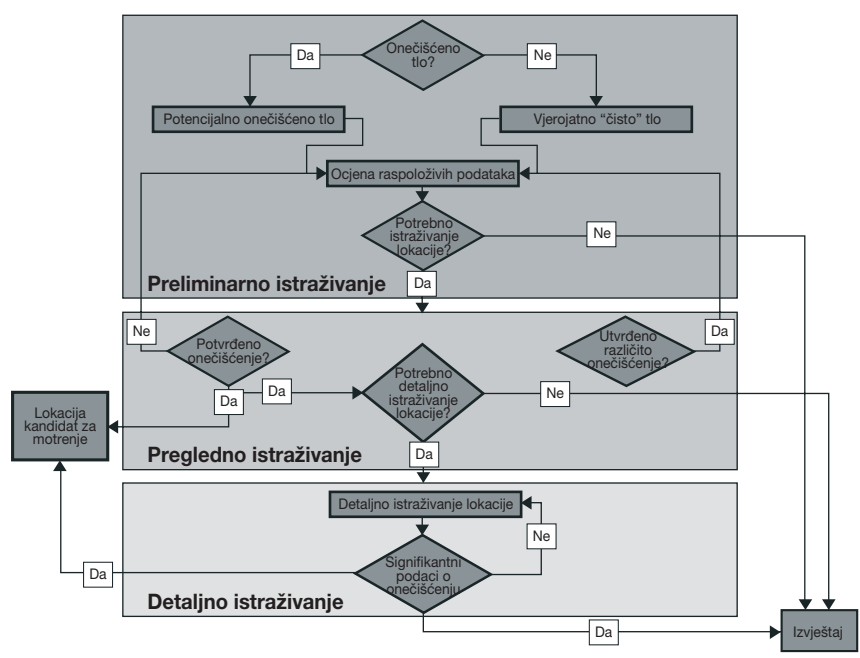 Onečišćeno
tlo?
Da
Ne
Potencijalno onečišćeno tlo
Vjerojatno “čisto” tlo
Ocjena raspoloživih podataka
Potrebno
istraživanje
lokacije?
Ne
Da
Preliminarno istraživanje
Ne
Potvrđeno
onečišćenje?
Utvrđeno
različito
onečišćenje?
Da
Da
Da
Potrebno
detaljno
istraživanje
lokacije?
Ne
Lokacija
kandidat za
motrenje
Da
Pregledno istraživanje
Detaljno istraživanje lokacije
Ne
Signifikantni
podaci o
onečišćenju
Da
Detaljno istraživanje
Da
Izvještaj